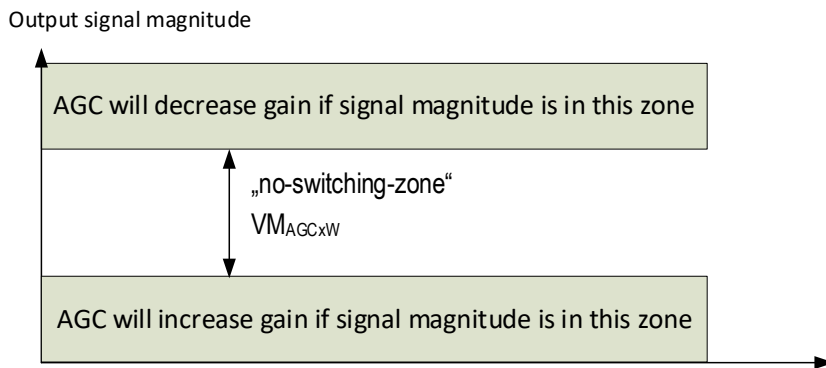 Output signal magnitude
AGC will decrease gain if signal magnitude is in this zone
„no-switching-zone“
VMAGCxW
AGC will increase gain if signal magnitude is in this zone